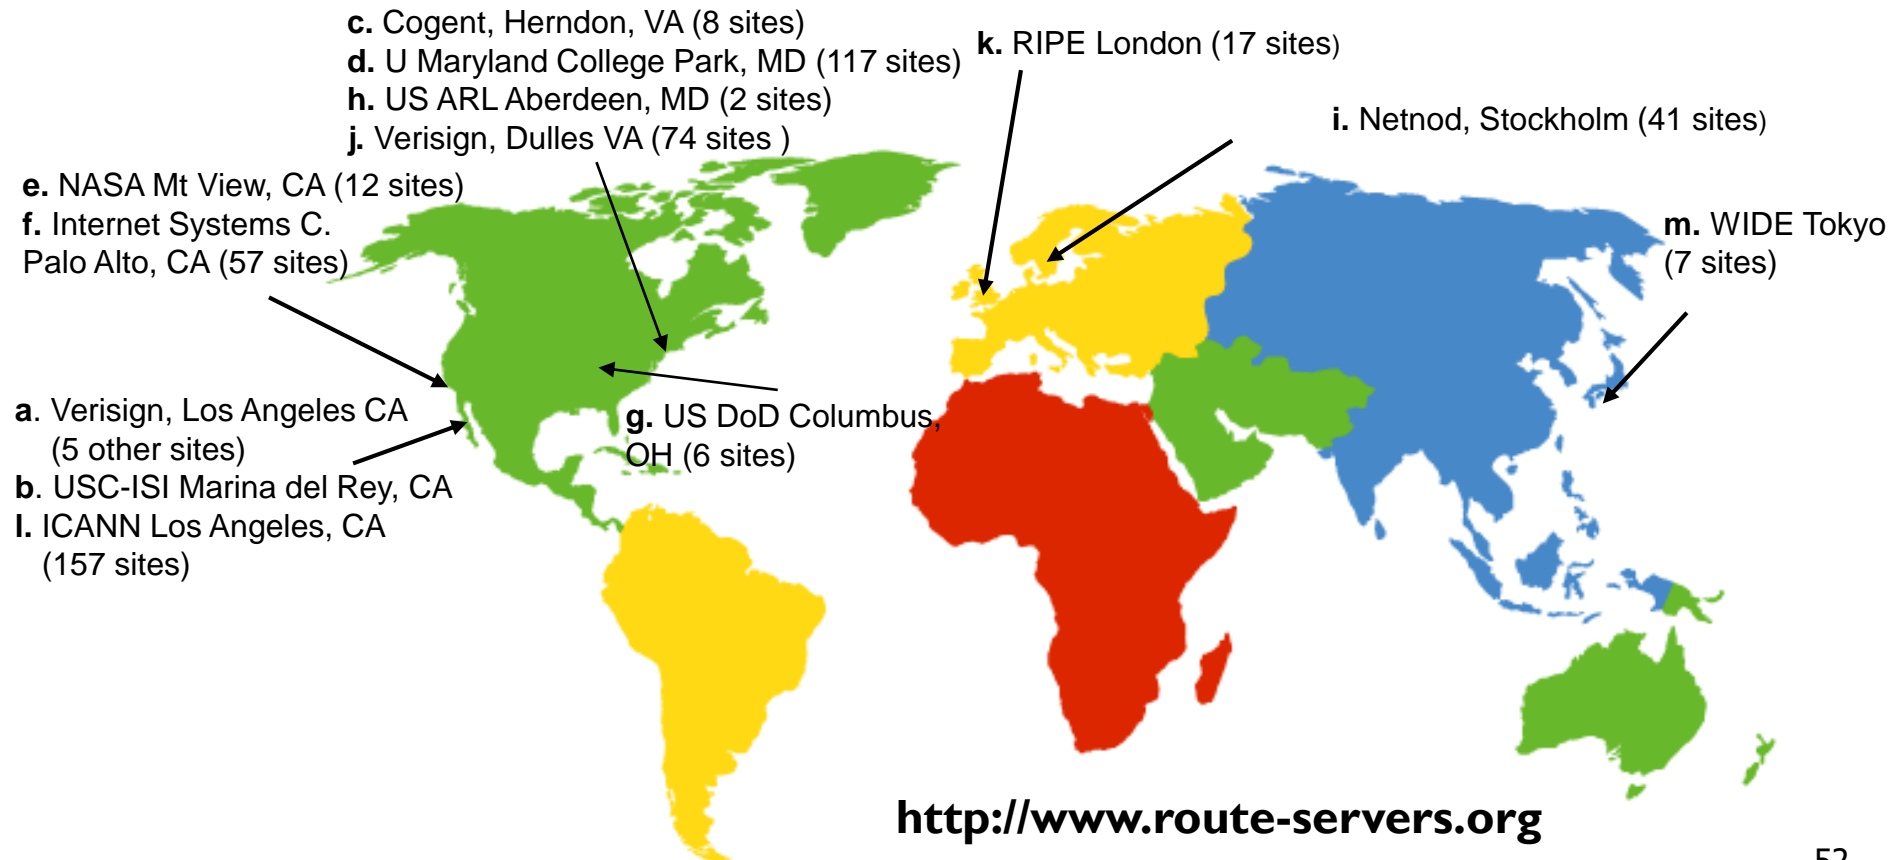 c. Cogent, Herndon, VA (8 sites)
d. U Maryland College Park, MD (117 sites)
h. US ARL Aberdeen, MD (2 sites)
j. Verisign, Dulles VA (74 sites )
k. RIPE London (17 sites)
i. Netnod, Stockholm (41 sites)
e. NASA Mt View, CA (12 sites)
f. Internet Systems C.
Palo Alto, CA (57 sites)
m. WIDE Tokyo
(7 sites)
a. Verisign, Los Angeles CA
(5 other sites)
b. USC-ISI Marina del Rey, CA
l. ICANN Los Angeles, CA
(157 sites)
g. US DoD Columbus,
OH (6 sites)
http://www.route-servers.org
52